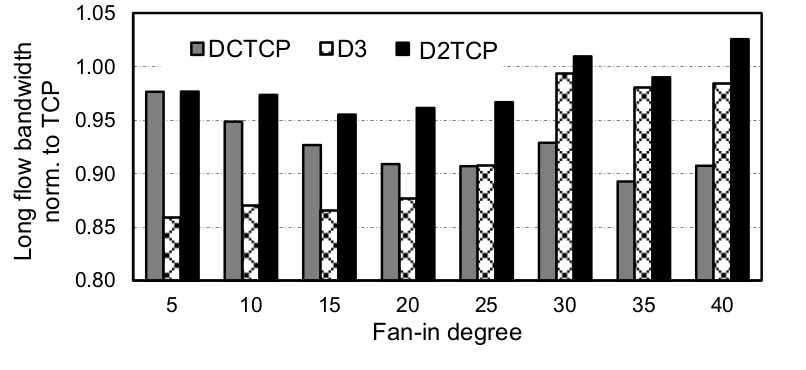 Long flow bandwidth
norm. to TCP
1.05
1.00
0.95
0.90
0.85
0.80
DCTCP D3 D2TCP
5 10 15 20 25 30 35 40
Fan-in degree